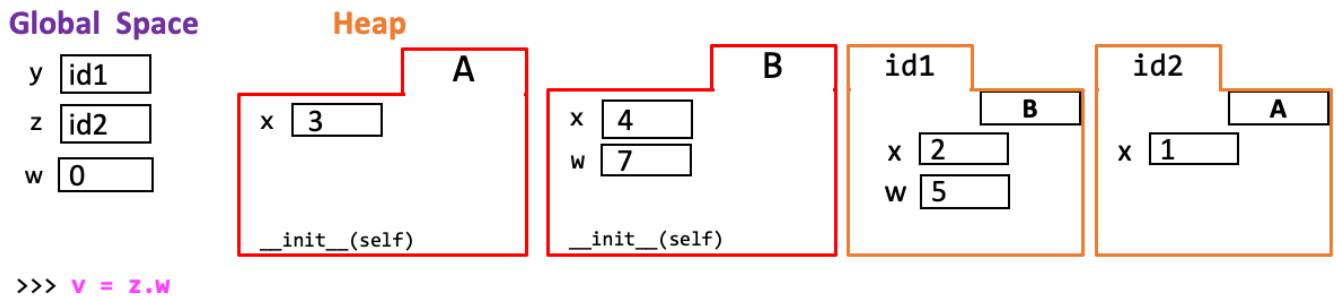 Global Space
Heap
y id1
z id2
w 0
A
x 3
__init__(self)
B
x 4
w 7
__init__(self)
id1
B
x 2
w 5
id2
A
x 1
>>> v = z.w